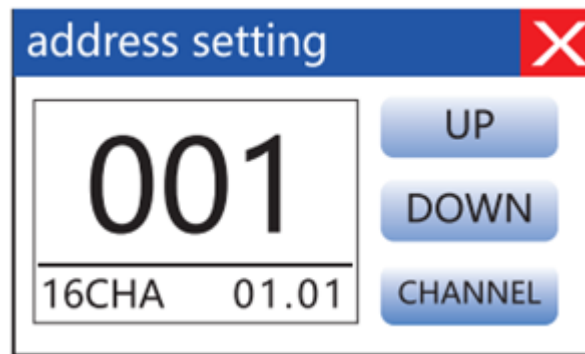 address setting X
001
UP
DOWN
16CHA 01.01
CHANNEL